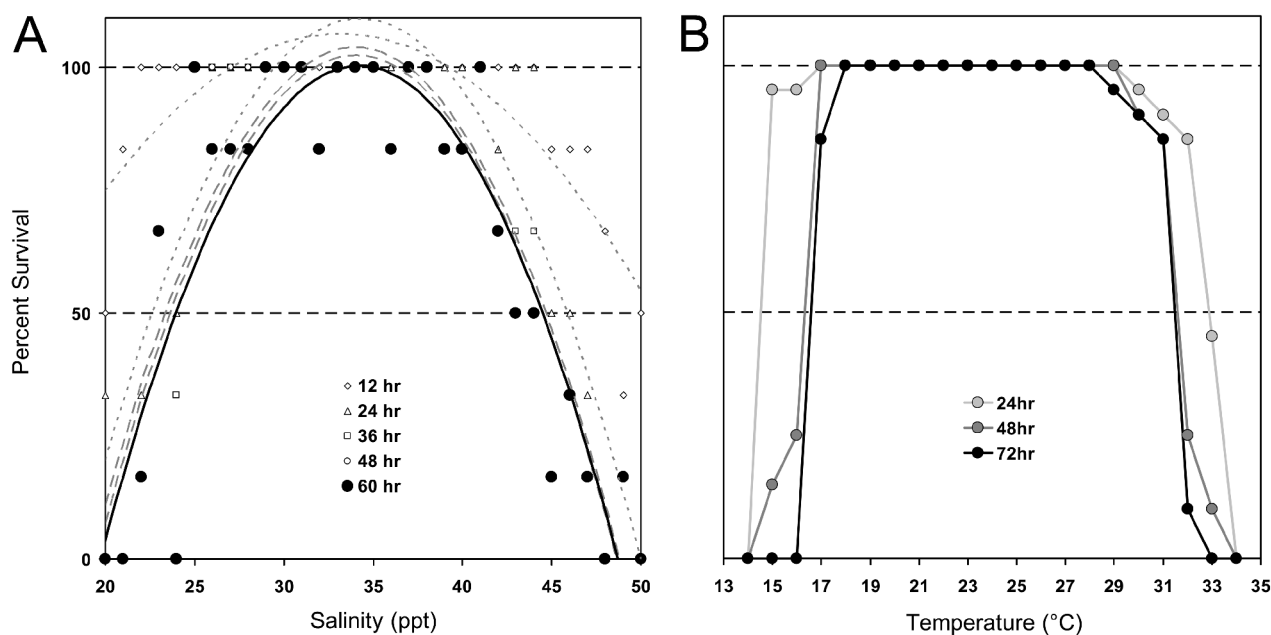 A
B
Percent Survival
100
50
0
12 hr
24 hr
36 hr
48 hr
60 hr
20 25 30 35 40 45 50
Salinity (ppt)
24hr
48hr
72hr
13 15 17 19 21 23 25 27 29 31 33 35
Temperature (°C)